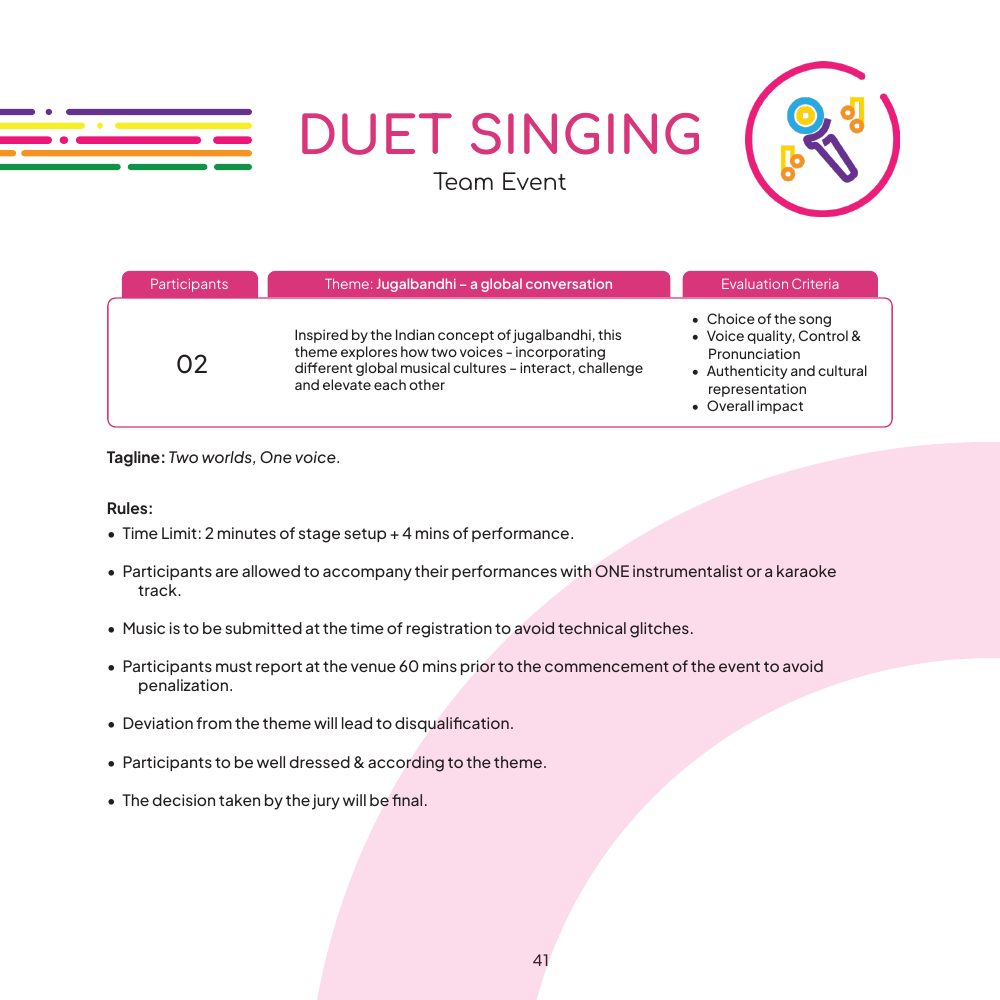 DUET SINGING
Team Event
Participants
Theme: Jugalbandhi – a global conversation
Evaluation Criteria
02
Inspired by the Indian concept of jugalbandhi, this
theme explores how two voices - incorporating
different global musical cultures – interact, challenge
and elevate each other
• Choice of the song
• Voice quality, Control &
Pronunciation
• Authenticity and cultural
representation
• Overall impact
Tagline: Two worlds, One voice.
Rules:
• Time Limit: 2 minutes of stage setup + 4 mins of performance.
• Participants are allowed to accompany their performances with ONE instrumentalist or a karaoke
track.
• Music is to be submitted at the time of registration to avoid technical glitches.
• Participants must report at the venue 60 mins prior to the commencement of the event to avoid
penalization.
• Deviation from the theme will lead to disqualification.
• Participants to be well dressed & according to the theme.
• The decision taken by the jury will be final.
41